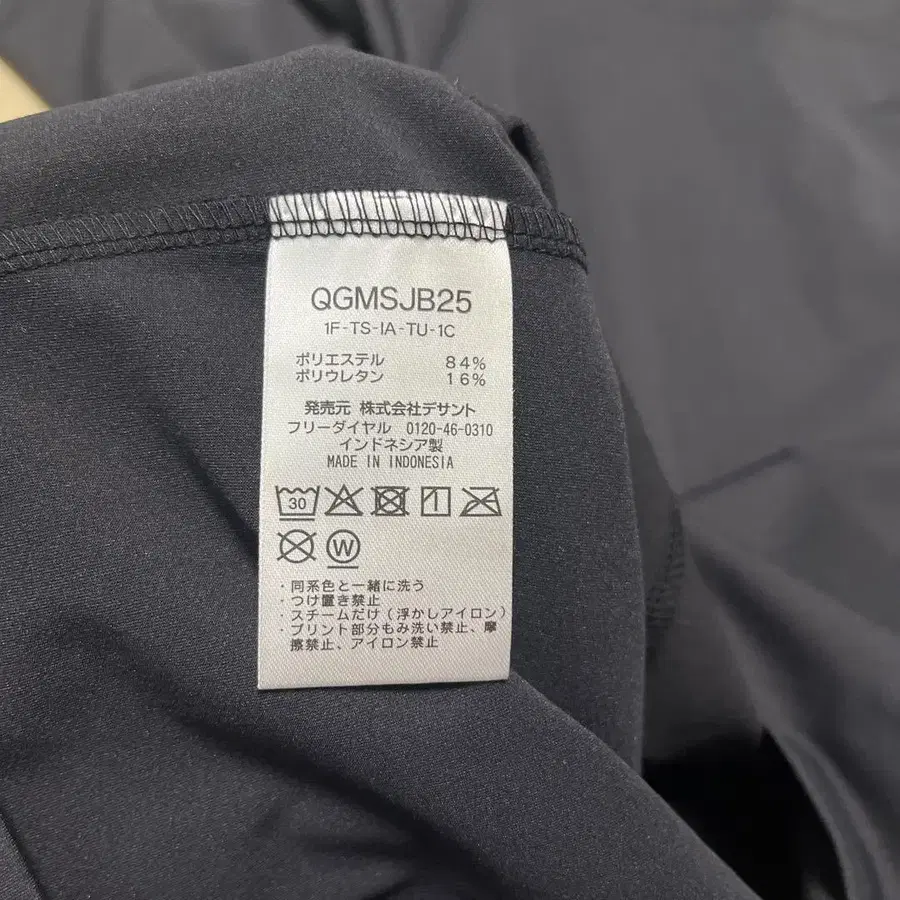 QGMSJB25
1F-TS-IA-TU-1C
ポリエステル 84%
ポリウレタン 16%
発売元 株式会社デサント
フリーダイヤル 0120-46-0310
インドネシア製
MADE IN INDONESIA
30
W
・同系色と一緒に洗う
・つけ置き禁止
・スチームだけ(浮かしアイロン)
・プリント部分もみ洗い禁止、摩
擦禁止、アイロン禁止